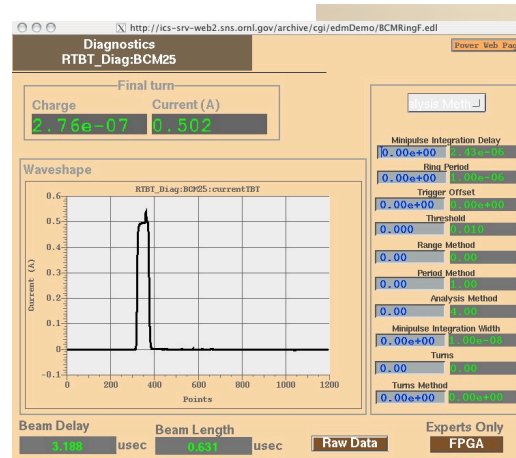 http://ics-srv-web2.sns.ornl.gov/archive/cgi/edmDemo/BCMRingF.edl
Diagnostics
RTBT_Diag:BCM25
Power Web Pag
Final turn
Charge
Current (A)
2.76e-07
0.502
alysis Meth
Minipulse Integration Delay
0.00e+00
2.43e-06
Ring Period
0.00e+00
1.00e-06
Trigger Offset
0.00e+00
0.00e+00
Threshold
0.000
0.010
Range Method
0.00
0.00
Period Method
0.00
1.00
Analysis Method
0.00
4.00
Minipulse Integration Width
0.00e+00
1.00e-08
Turns
0.00
0.00
Turns Method
0.00e+00
0.00e+00
Waveshape
RTBT_Diag:BCM25:currentTBT
Current (A)
0.6
0.5
0.4
0.3
0.2
0.1
0
-0.1
0 200 400 600 800 1000 1200
Points
Beam Delay
3.188 usec
Beam Length
0.631 usec
Raw Data
Experts Only
FPGA